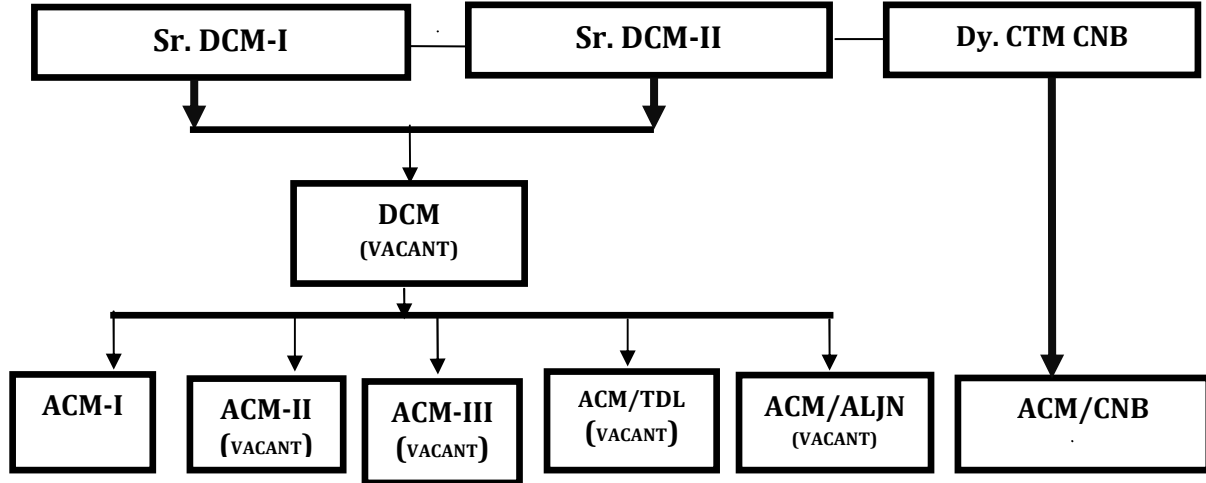 Sr. DCM-I
Sr. DCM-II
Dy. CTM CNB
DCM
(VACANT)
ACM-I
ACM-II
(VACANT)
ACM-III
(VACANT)
ACM/TDL
(VACANT)
ACM/ALJN
(VACANT)
ACM/CNB